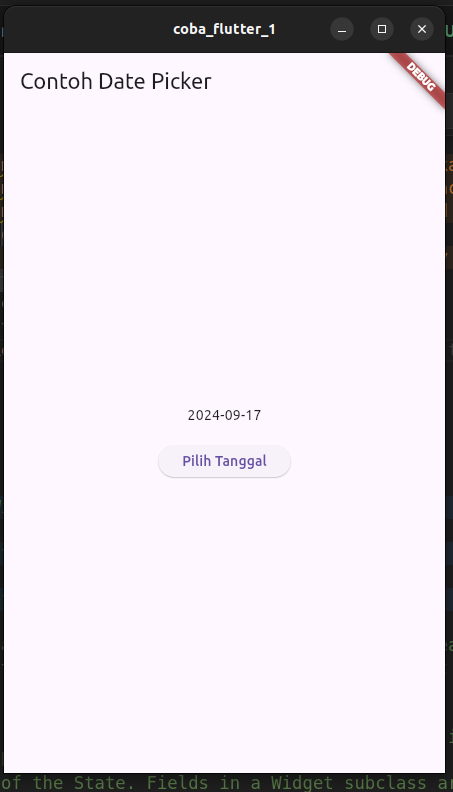 coba_flutter_1
DEBUG
Contoh Date Picker
2024-09-17
Pilih Tanggal
of the State. Fields in a Widget subclass ar